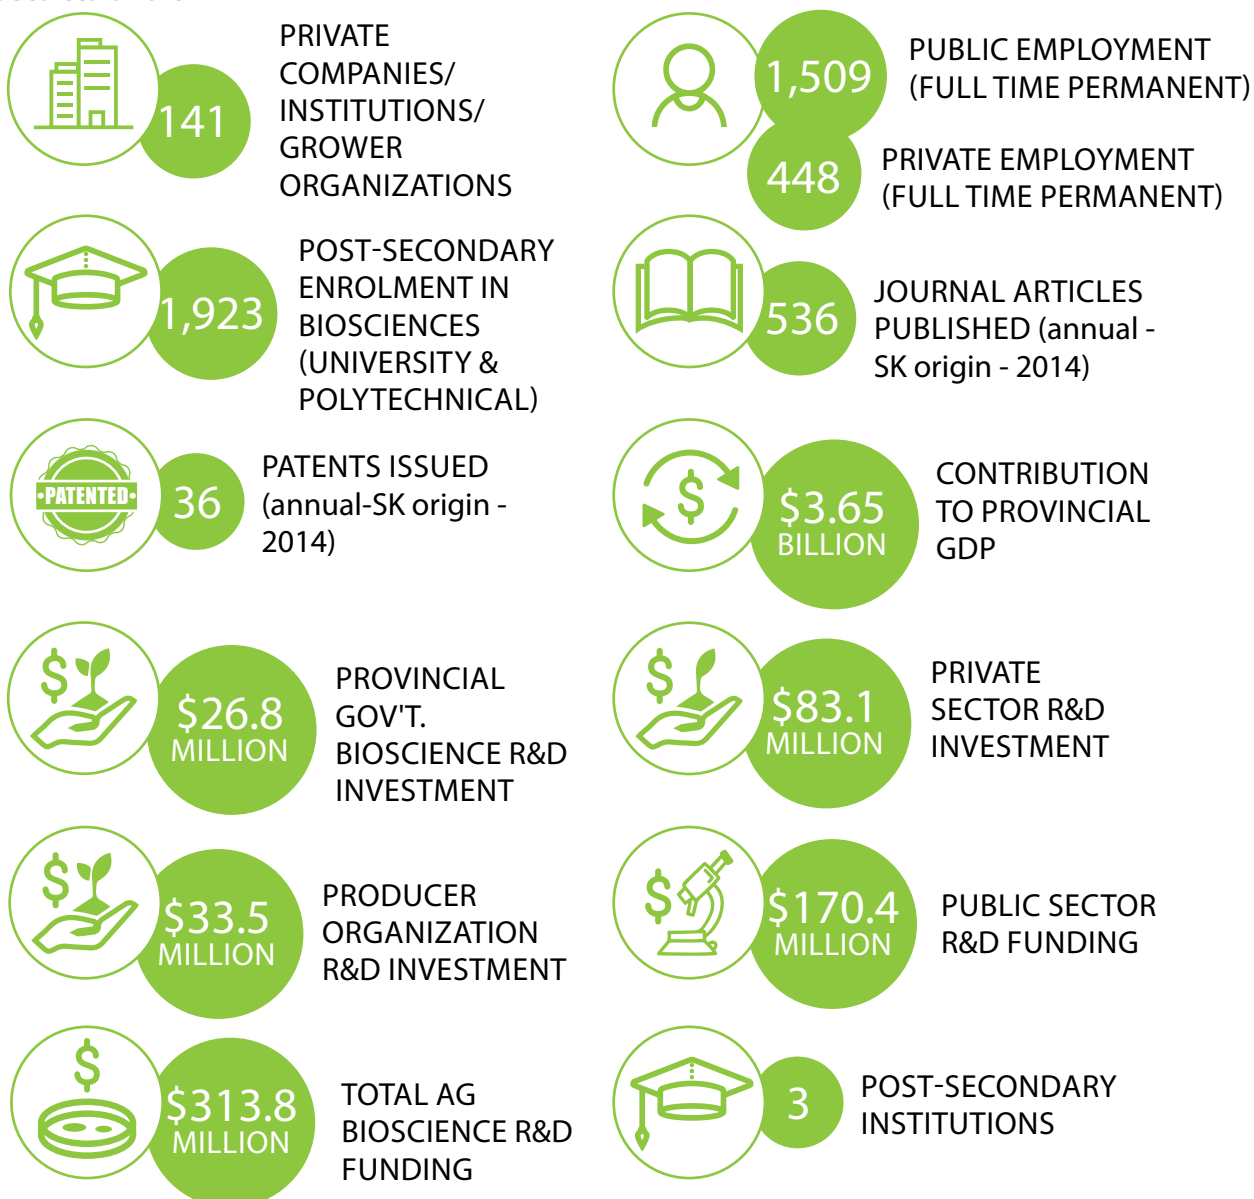 141
PRIVATE
COMPANIES/
INSTITUTIONS/
GROWER
ORGANIZATIONS
1,509
PUBLIC EMPLOYMENT
(FULL TIME PERMANENT)
448
PRIVATE EMPLOYMENT
(FULL TIME PERMANENT)
1,923
POST-SECONDARY
ENROLMENT IN
BIOSCIENCES
(UNIVERSITY &
POLYTECHNICAL)
536
JOURNAL ARTICLES
PUBLISHED (annual -
SK origin - 2014)
•PATENTED•
36
PATENTS ISSUED
(annual-SK origin -
2014)
$
$3.65
BILLION
CONTRIBUTION
TO PROVINCIAL
GDP
$
$26.8
MILLION
PROVINCIAL
GOV'T.
BIOSCIENCE R&D
INVESTMENT
$
$83.1
MILLION
PRIVATE
SECTOR R&D
INVESTMENT
$
$33.5
MILLION
PRODUCER
ORGANIZATION
R&D INVESTMENT
$
$170.4
MILLION
PUBLIC SECTOR
R&D FUNDING
$
$313.8
MILLION
TOTAL AG
BIOSCIENCE R&D
FUNDING
3
POST-SECONDARY
INSTITUTIONS